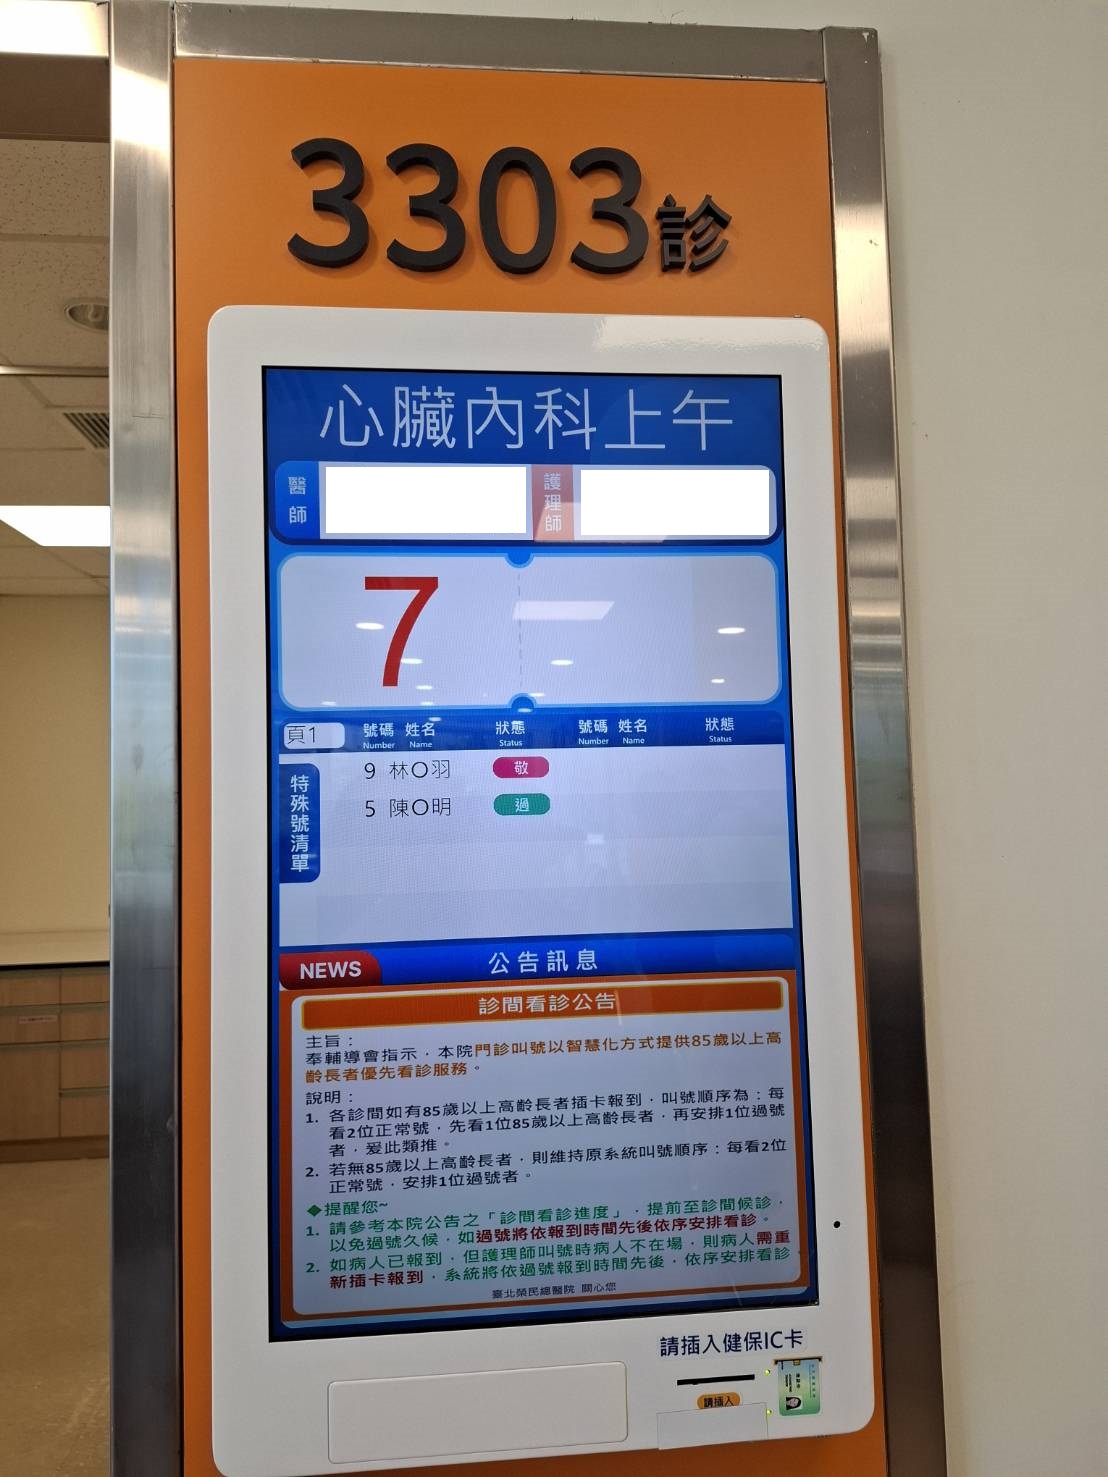 3303診
心臟內科上午
醫師
護理師
7
頁1 號碼 姓名 狀態 號碼 姓名 狀態
Number Name Status Number Name Status
特殊號清單
9 林O羽 敬
5 陳O明 過
NEWS 公告訊息
診間看診公告
主旨：
奉輔導會指示，本院門診叫號以智慧化方式提供85歲以上高
齡長者優先看診服務。
說明：
1. 各診間如有85歲以上高齡長者插卡報到，叫號順序為：每
看2位正常號，先看1位85歲以上高齡長者，再安排1位過號
者，爰此類推。
2. 若無85歲以上高齡長者，則維持原系統叫號順序：每看2位
正常號，安排1位過號者。
◆提醒您~
1. 請參考本院公告之「診間看診進度」，提前至診間候診，
以免過號久候，如過號將依報到時間先後依序安排看診。
2. 如病人已報到，但護理師叫號時病人不在場，則病人需重
新插卡報到，系統將依過號報到時間先後，依序安排看診
臺北榮民總醫院 關心您
請插入健保IC卡
請插入